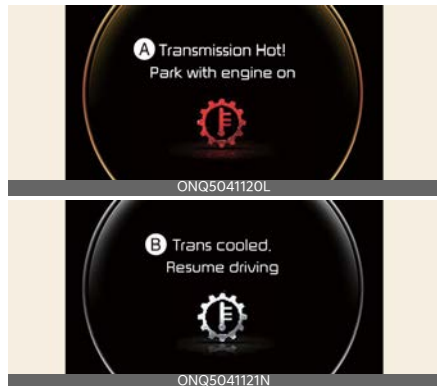 A Transmission Hot!
Park with engine on
ONQ5041120L
B Trans cooled,
Resume driving
ONQ5041121N